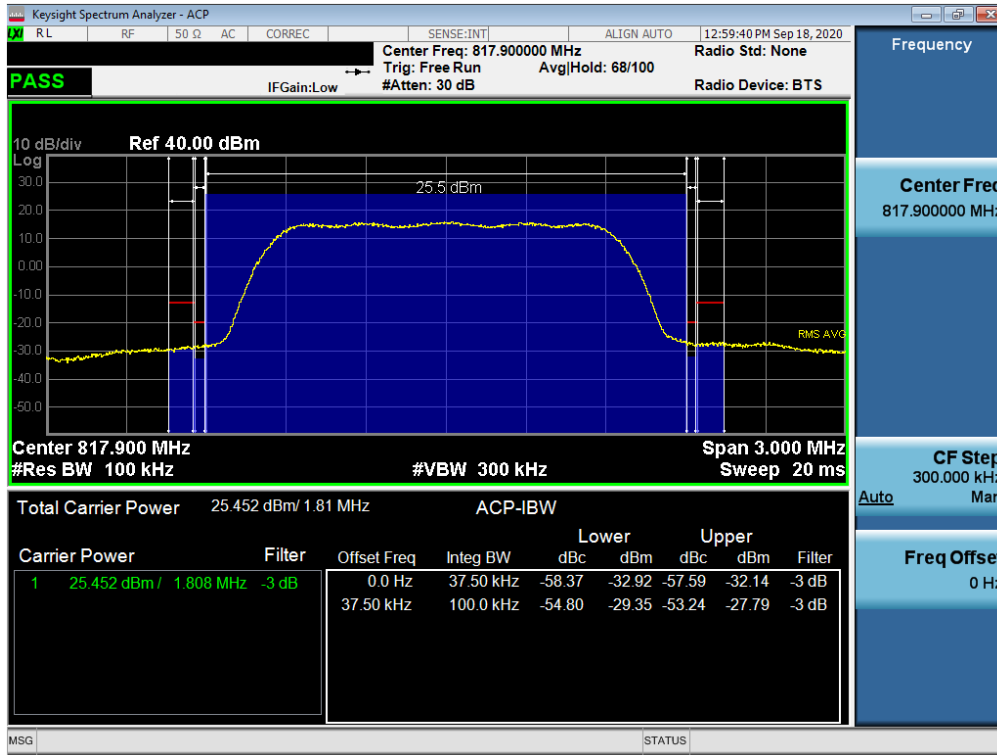 Keysight Spectrum Analyzer - ACP
LXI RL RF 50 Ω AC CORREC SENSE:INT ALIGN AUTO 12:59:40 PM Sep 18, 2020
Center Freq: 817.900000 MHz Radio Std: None
Trig: Free Run Avg|Hold: 68/100
PASS IFGain:Low #Atten: 30 dB Radio Device: BTS
Frequency
10 dB/div Ref 40.00 dBm
Log
30.0
25.5 dBm
20.0
10.0
0.00
-10.0
-20.0
RMS AVG
-30.0
-40.0
-50.0
Center 817.900 MHz Span 3.000 MHz
#Res BW 100 kHz #VBW 300 kHz Sweep 20 ms
Center Freq
817.900000 MHz
CF Step
300.000 kHz
Auto Man
Freq Offset
0 Hz
Total Carrier Power 25.452 dBm/ 1.81 MHz ACP-IBW
Lower Upper
Carrier Power Filter Offset Freq Integ BW dBc dBm dBc dBm Filter
1 25.452 dBm / 1.808 MHz -3 dB 0.0 Hz 37.50 kHz -58.37 -32.92 -57.59 -32.14 -3 dB
37.50 kHz 100.0 kHz -54.80 -29.35 -53.24 -27.79 -3 dB
MSG STATUS